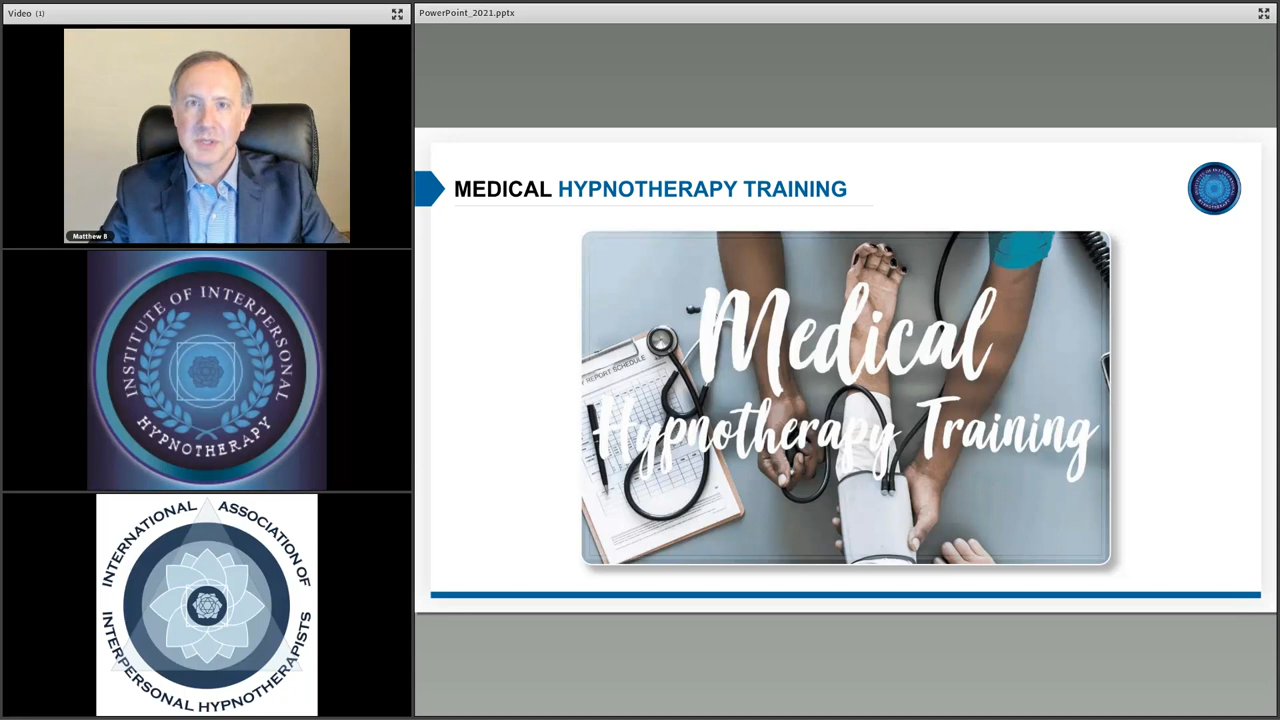 Video (1)
PowerPoint_2021.pptx
Matthew B
INSTITUTE OF INTERPERSONAL
HYPNOTHERAPY
INTERNATIONAL ASSOCIATION OF
INTERPERSONAL HYPNOTHERAPISTS
MEDICAL HYPNOTHERAPY TRAINING
REPORT SCHEDULE
Medical
Hypnotherapy Training